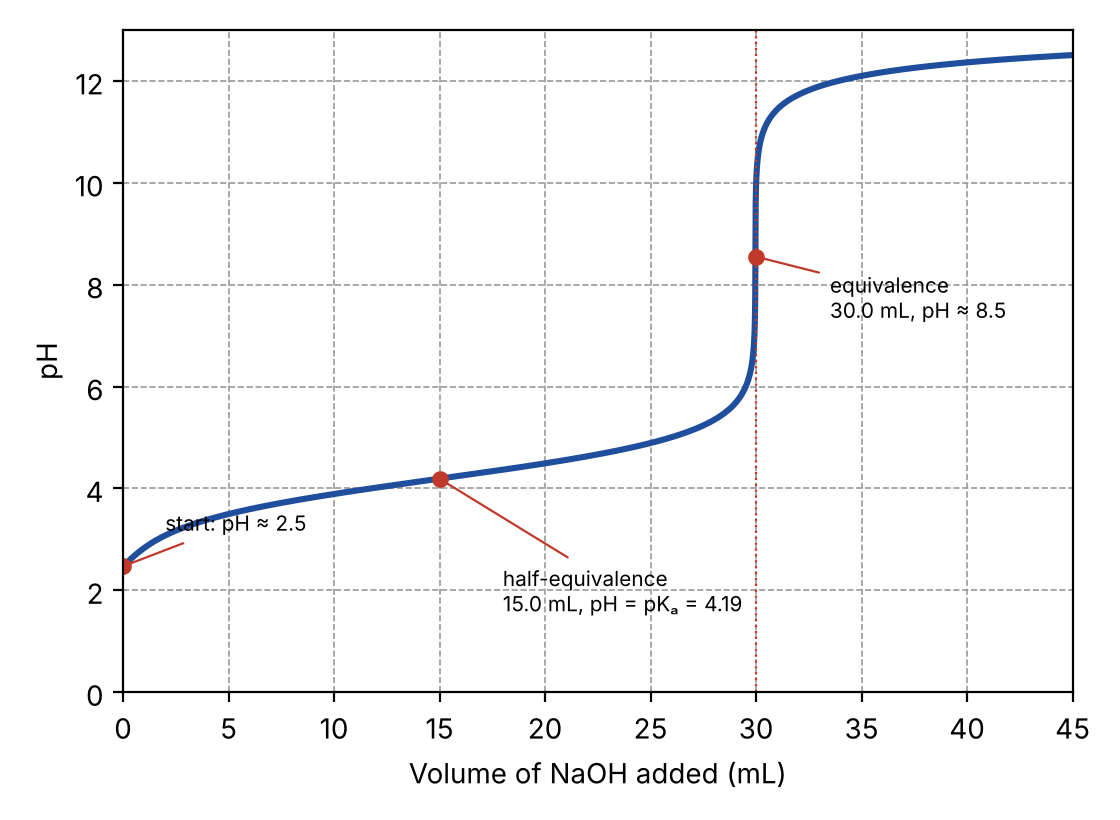 12
10
8
6
4
2
0
pH
start: pH ≈ 2.5
half-equivalence
15.0 mL, pH = pKₐ = 4.19
equivalence
30.0 mL, pH ≈ 8.5
0 5 10 15 20 25 30 35 40 45
Volume of NaOH added (mL)